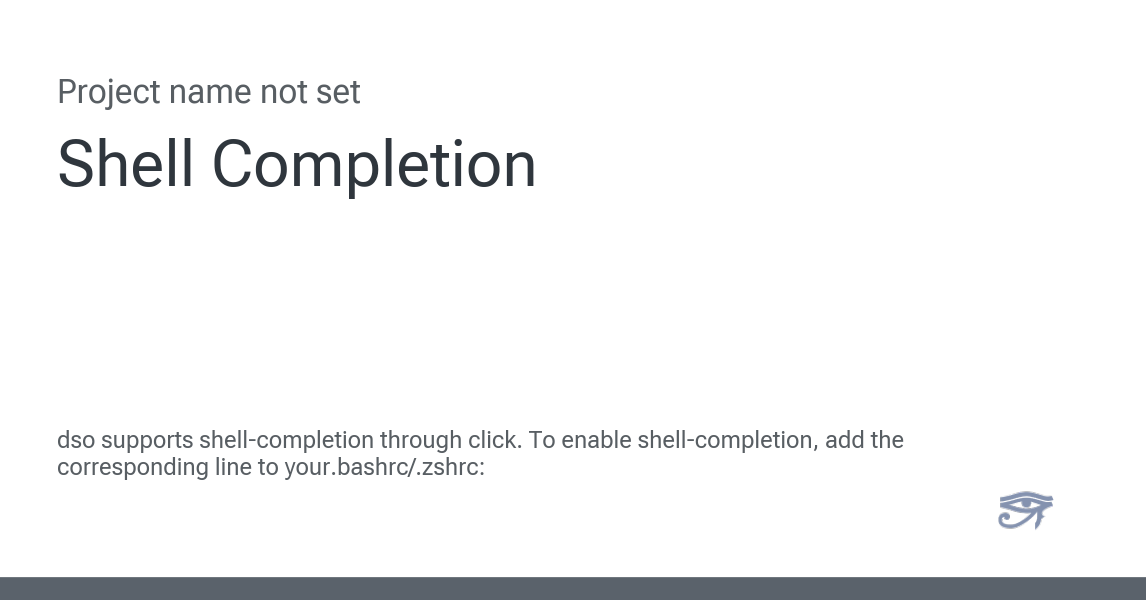 Project name not set
Shell Completion
dso supports shell-completion through click. To enable shell-completion, add the
corresponding line to your.bashrc/.zshrc: